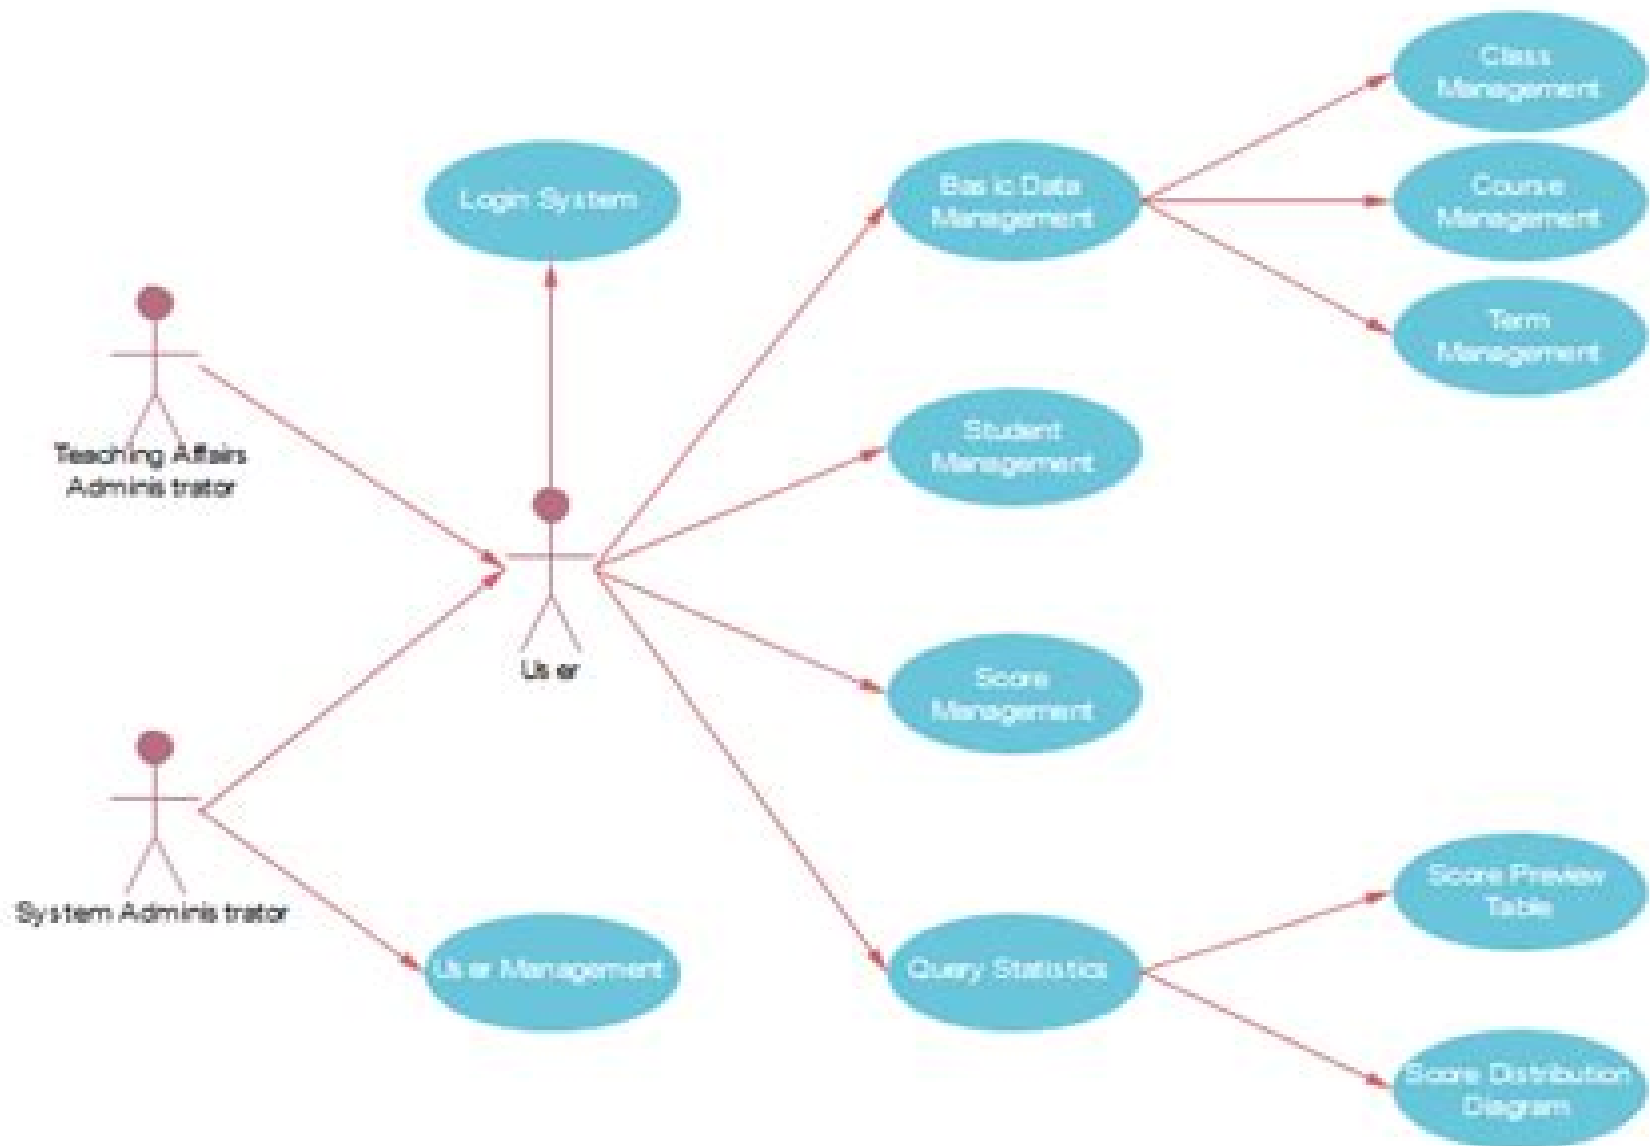 Class
Management
Login System
Basic Data
Management
Course
Management
Term
Management
Teaching Affairs
Administrator
Student
Management
User
Score
Management
System Administrator
User Management
Query Statistics
Score Preview
Table
Score Distribution
Diagram